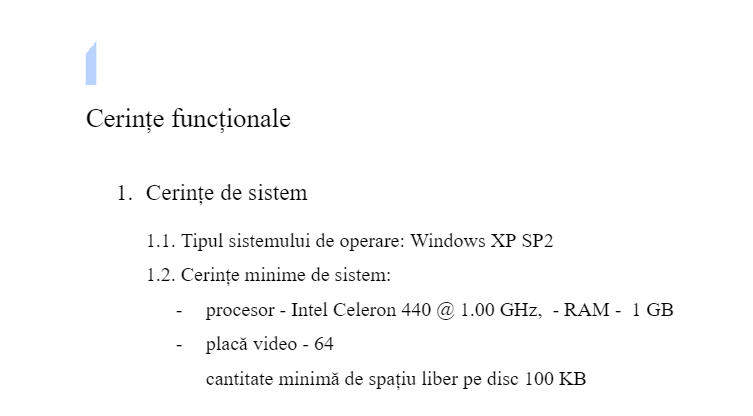 Cerințe funcționale
1. Cerințe de sistem
1.1. Tipul sistemului de operare: Windows XP SP2
1.2. Cerințe minime de sistem:
- procesor - Intel Celeron 440 @ 1.00 GHz,  - RAM -  1 GB
- placă video - 64
cantitate minimă de spațiu liber pe disc 100 KB